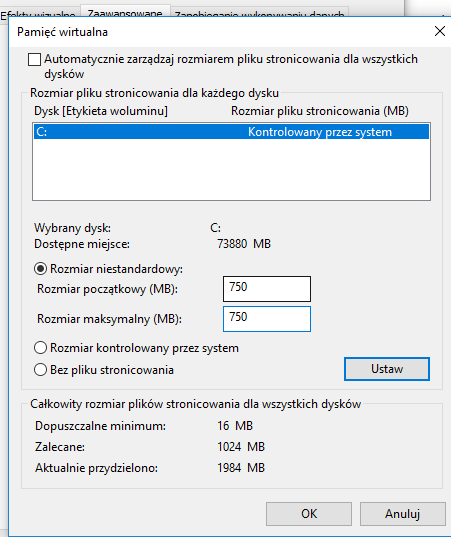 Efekty wizualne Zaawansowane Zapobieganie wykonywaniu danych
Pamięć wirtualna
Automatycznie zarządzaj rozmiarem pliku stronicowania dla wszystkich
dysków
Rozmiar pliku stronicowania dla każdego dysku
Dysk [Etykieta woluminu] Rozmiar pliku stronicowania (MB)
C: Kontrolowany przez system
Wybrany dysk: C:
Dostępne miejsce: 73880 MB
Rozmiar niestandardowy:
Rozmiar początkowy (MB): 750
Rozmiar maksymalny (MB): 750
Rozmiar kontrolowany przez system
Bez pliku stronicowania Ustaw
Całkowity rozmiar plików stronicowania dla wszystkich dysków
Dopuszczalne minimum: 16 MB
Zalecane: 1024 MB
Aktualnie przydzielono: 1984 MB
OK Anuluj